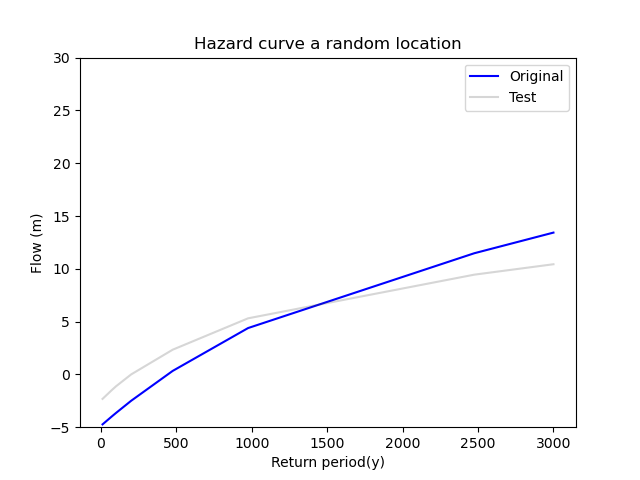 Hazard curve a random location
30
25
20
15
10
5
0
−5
Flow (m)
Original
Test
0 500 1000 1500 2000 2500 3000
Return period(y)